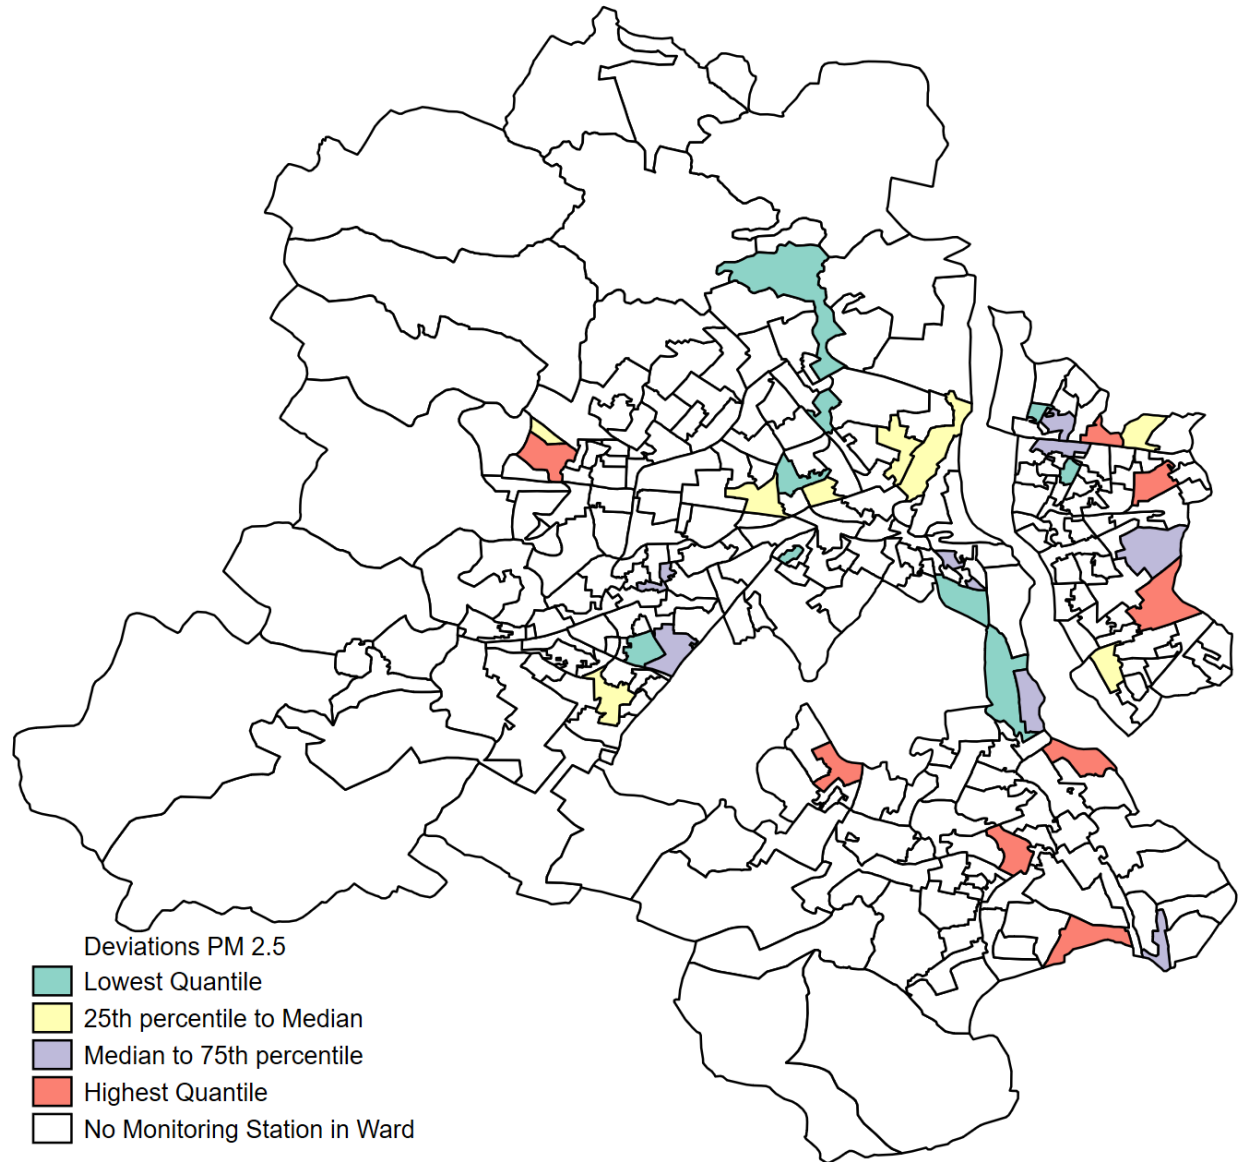 Deviations PM 2.5
Lowest Quantile
25th percentile to Median
Median to 75th percentile
Highest Quantile
No Monitoring Station in Ward